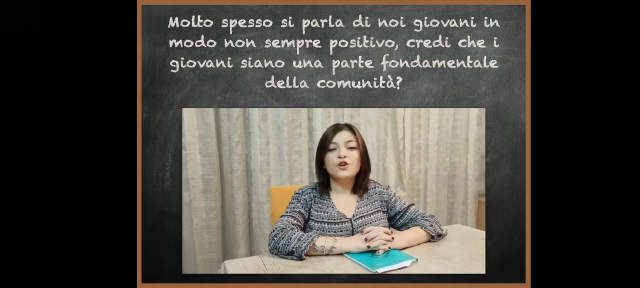 Molto spesso si parla di noi giovani in
modo non sempre positivo, credi che i
giovani siano una parte fondamentale
della comunità?